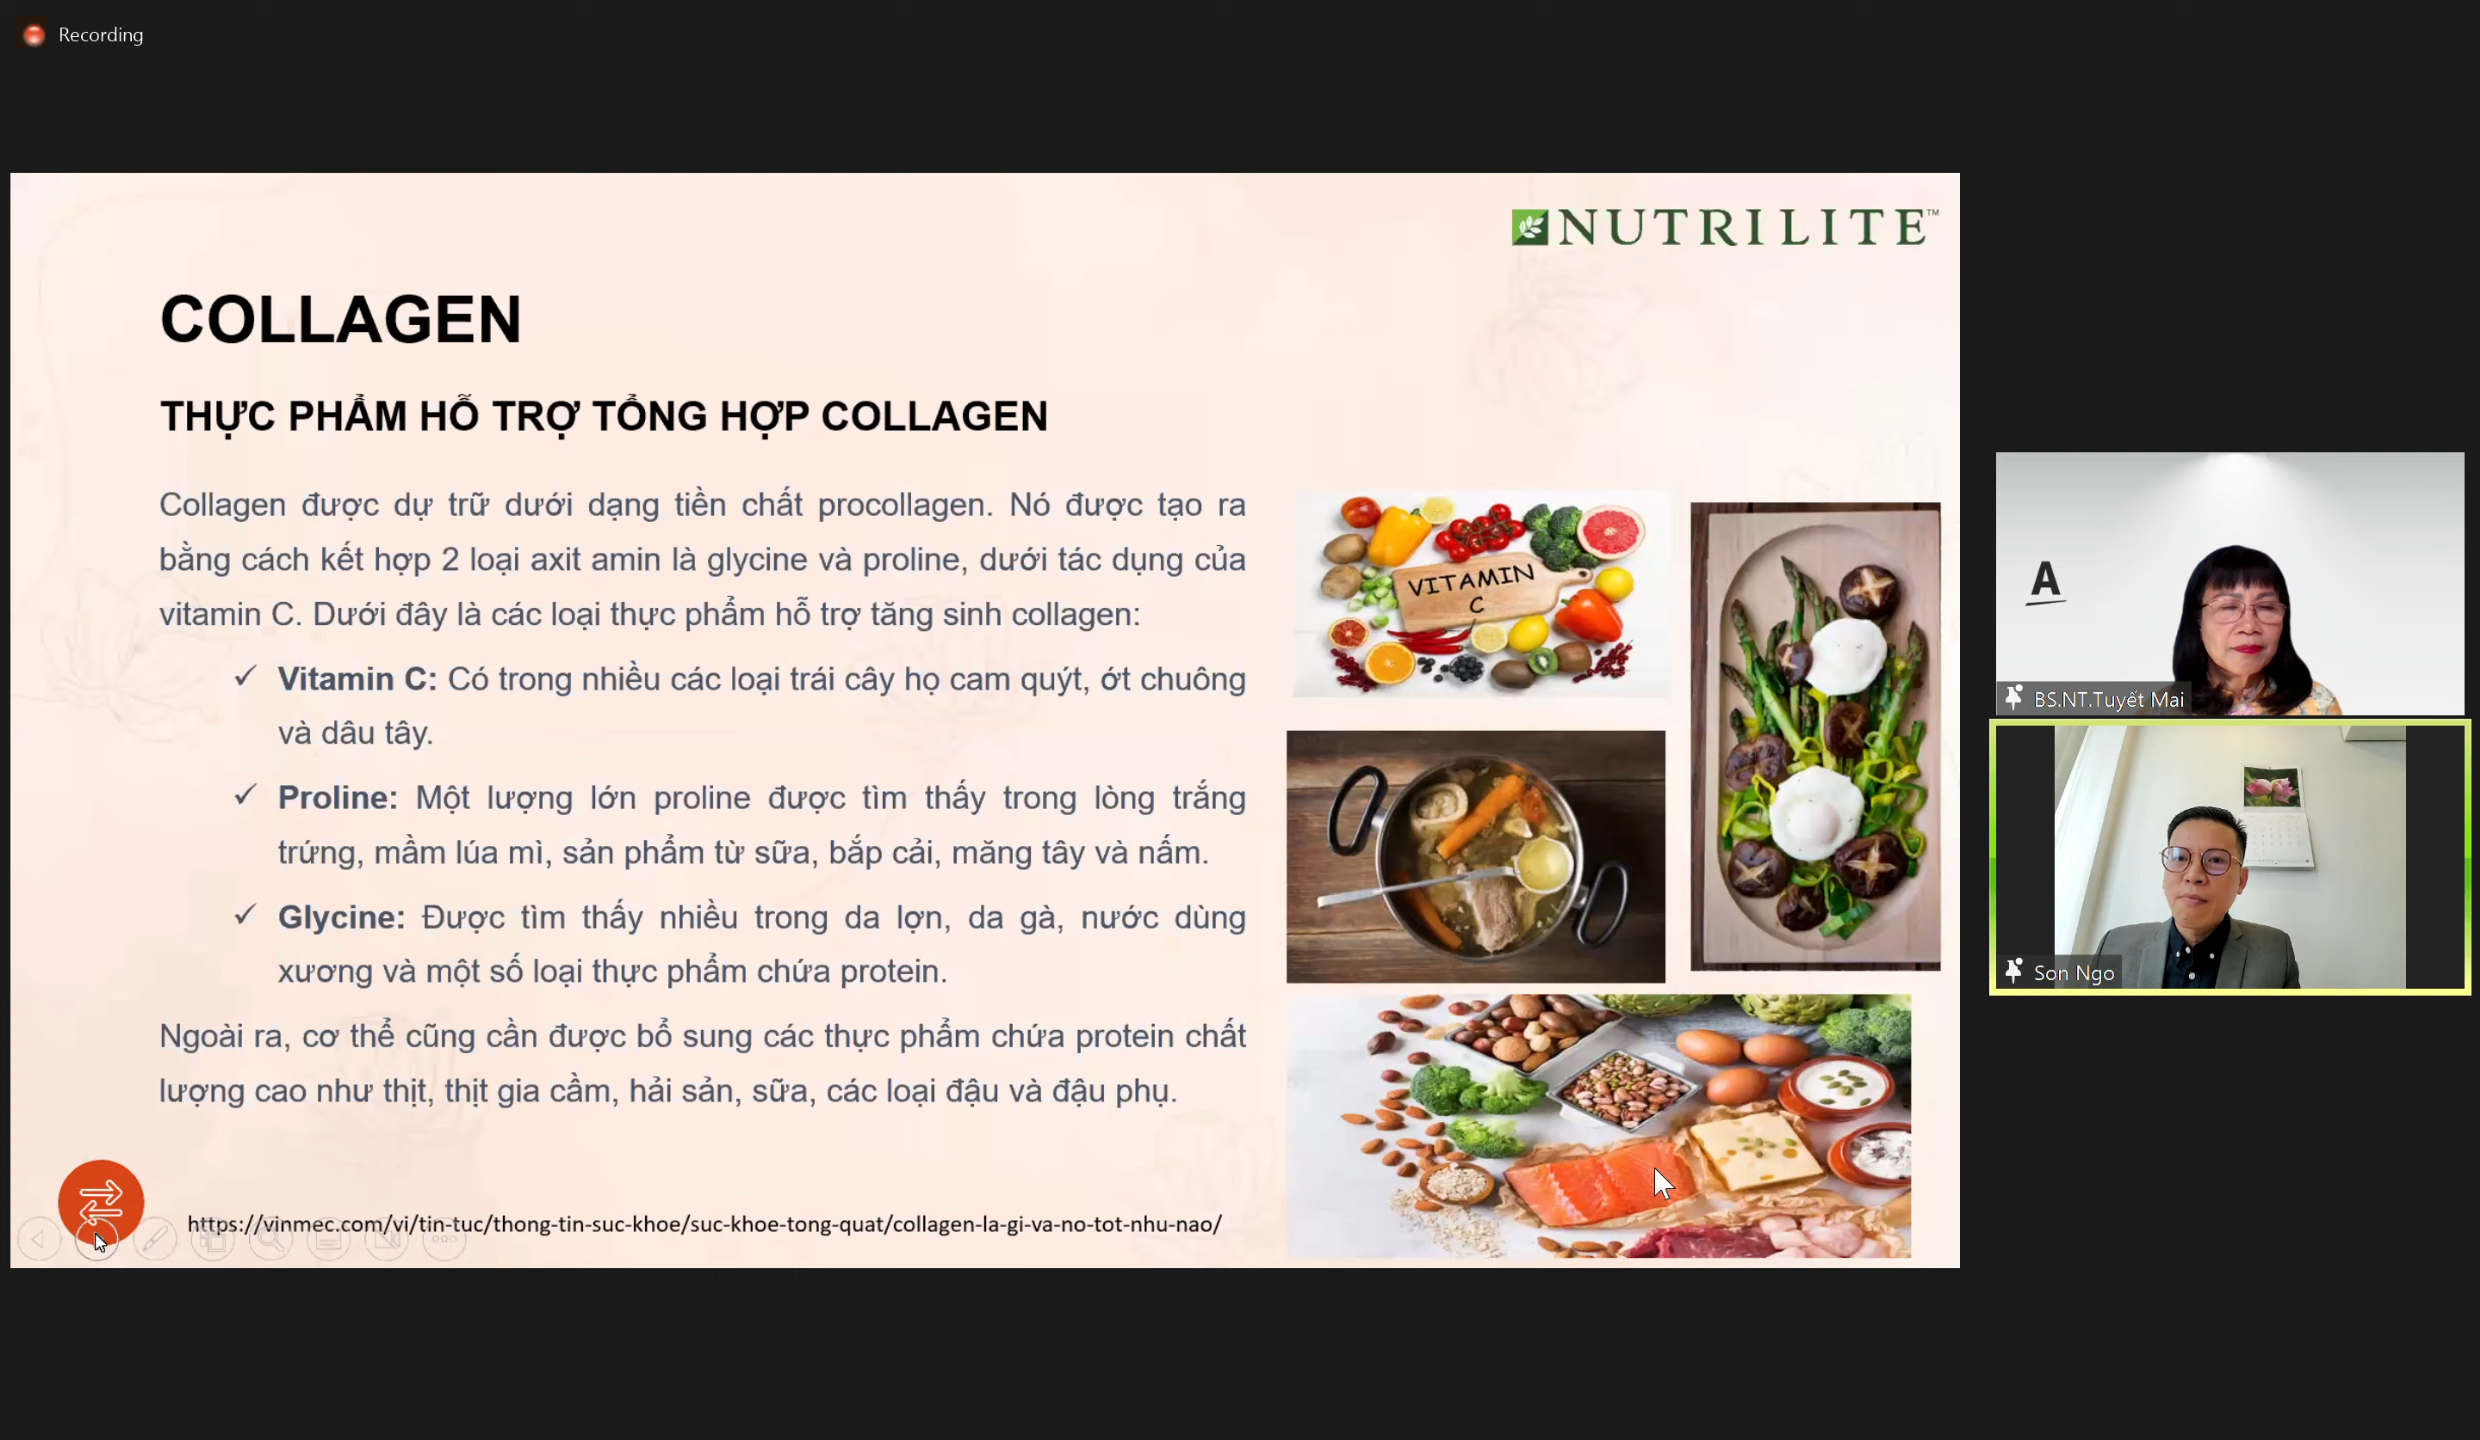 Recording
NUTRILITE™
COLLAGEN
THỰC PHẨM HỖ TRỢ TỔNG HỢP COLLAGEN
Collagen được dự trữ dưới dạng tiền chất procollagen. Nó được tạo ra
bằng cách kết hợp 2 loại axit amin là glycine và proline, dưới tác dụng của
vitamin C. Dưới đây là các loại thực phẩm hỗ trợ tăng sinh collagen:
✓ Vitamin C: Có trong nhiều các loại trái cây họ cam quýt, ớt chuông
và dâu tây.
✓ Proline: Một lượng lớn proline được tìm thấy trong lòng trắng
trứng, mầm lúa mì, sản phẩm từ sữa, bắp cải, măng tây và nấm.
✓ Glycine: Được tìm thấy nhiều trong da lợn, da gà, nước dùng
xương và một số loại thực phẩm chứa protein.
Ngoài ra, cơ thể cũng cần được bổ sung các thực phẩm chứa protein chất
lượng cao như thịt, thịt gia cầm, hải sản, sữa, các loại đậu và đậu phụ.
https://vinmec.com/vi/tin-tuc/thong-tin-suc-khoe/suc-khoe-tong-quat/collagen-la-gi-va-no-tot-nhu-nao/
VITAMIN
C
A
BS.NT.Tuyết Mai
Son Ngo